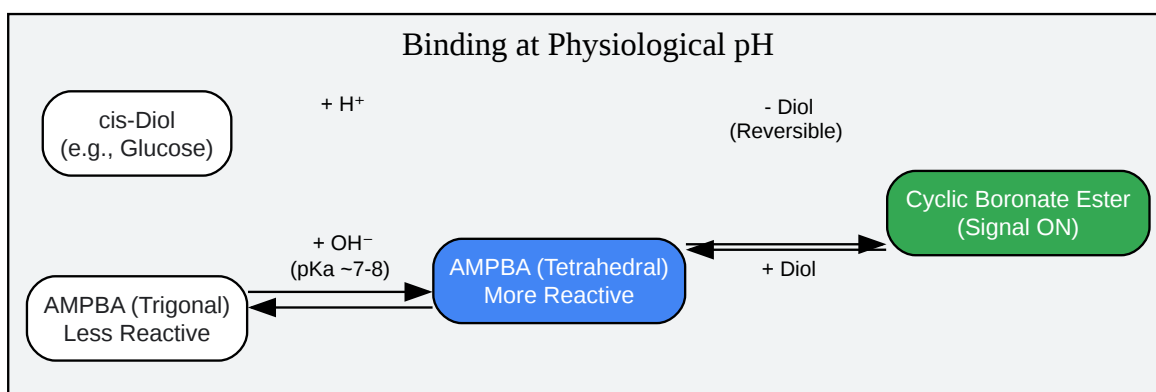 Binding at Physiological pH
cis-Diol
(e.g., Glucose)
+ H⁺
- Diol
(Reversible)
Cyclic Boronate Ester
(Signal ON)
+ OH⁻
(pKa ~7-8)
AMPBA (Tetrahedral)
More Reactive
+ Diol
AMPBA (Trigonal)
Less Reactive